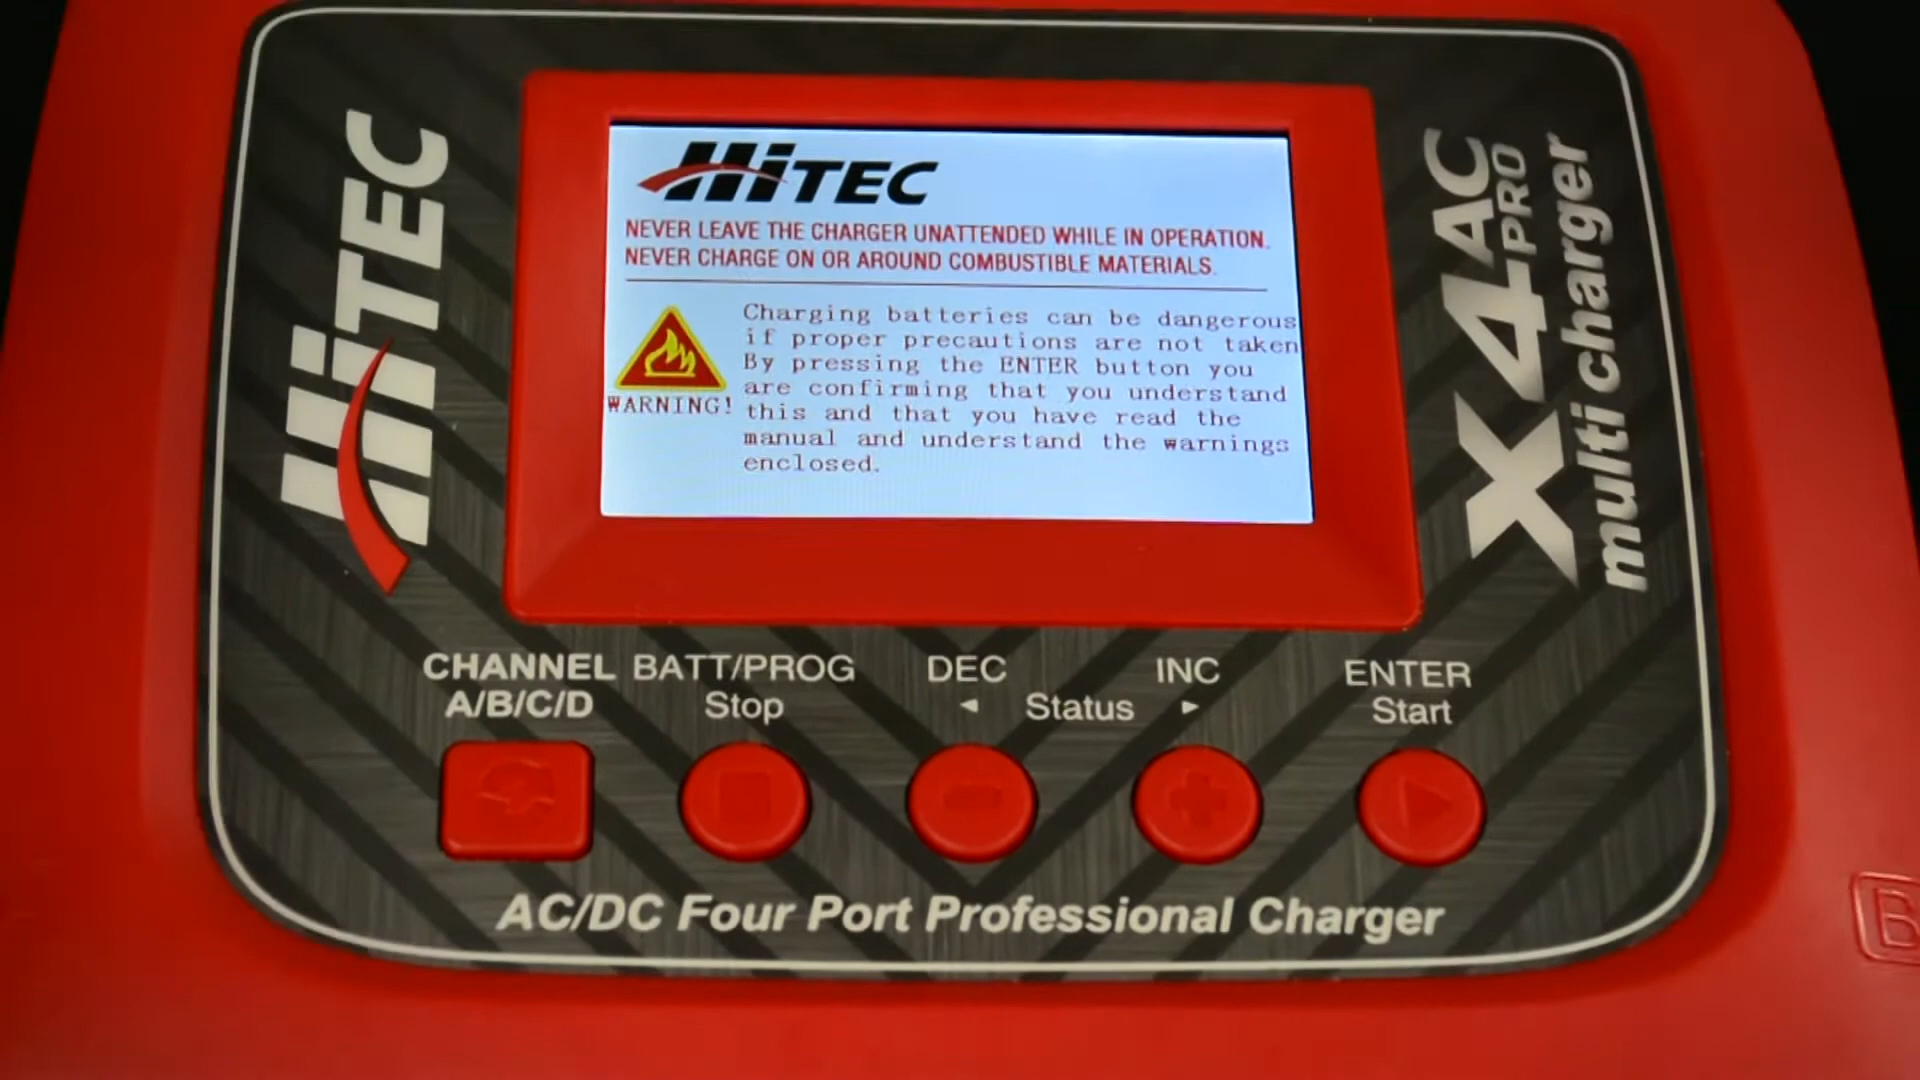 HiTEC
HiTEC
NEVER LEAVE THE CHARGER UNATTENDED WHILE IN OPERATION.
NEVER CHARGE ON OR AROUND COMBUSTIBLE MATERIALS.
WARNING!
Charging batteries can be dangerous
if proper precautions are not taken
By pressing the ENTER button you
are confirming that you understand
this and that you have read the
manual and understand the warnings
enclosed.
X4 AC PRO
multi charger
CHANNEL BATT/PROG DEC INC ENTER
A/B/C/D Stop ◄ Status ► Start
AC/DC Four Port Professional Charger
B